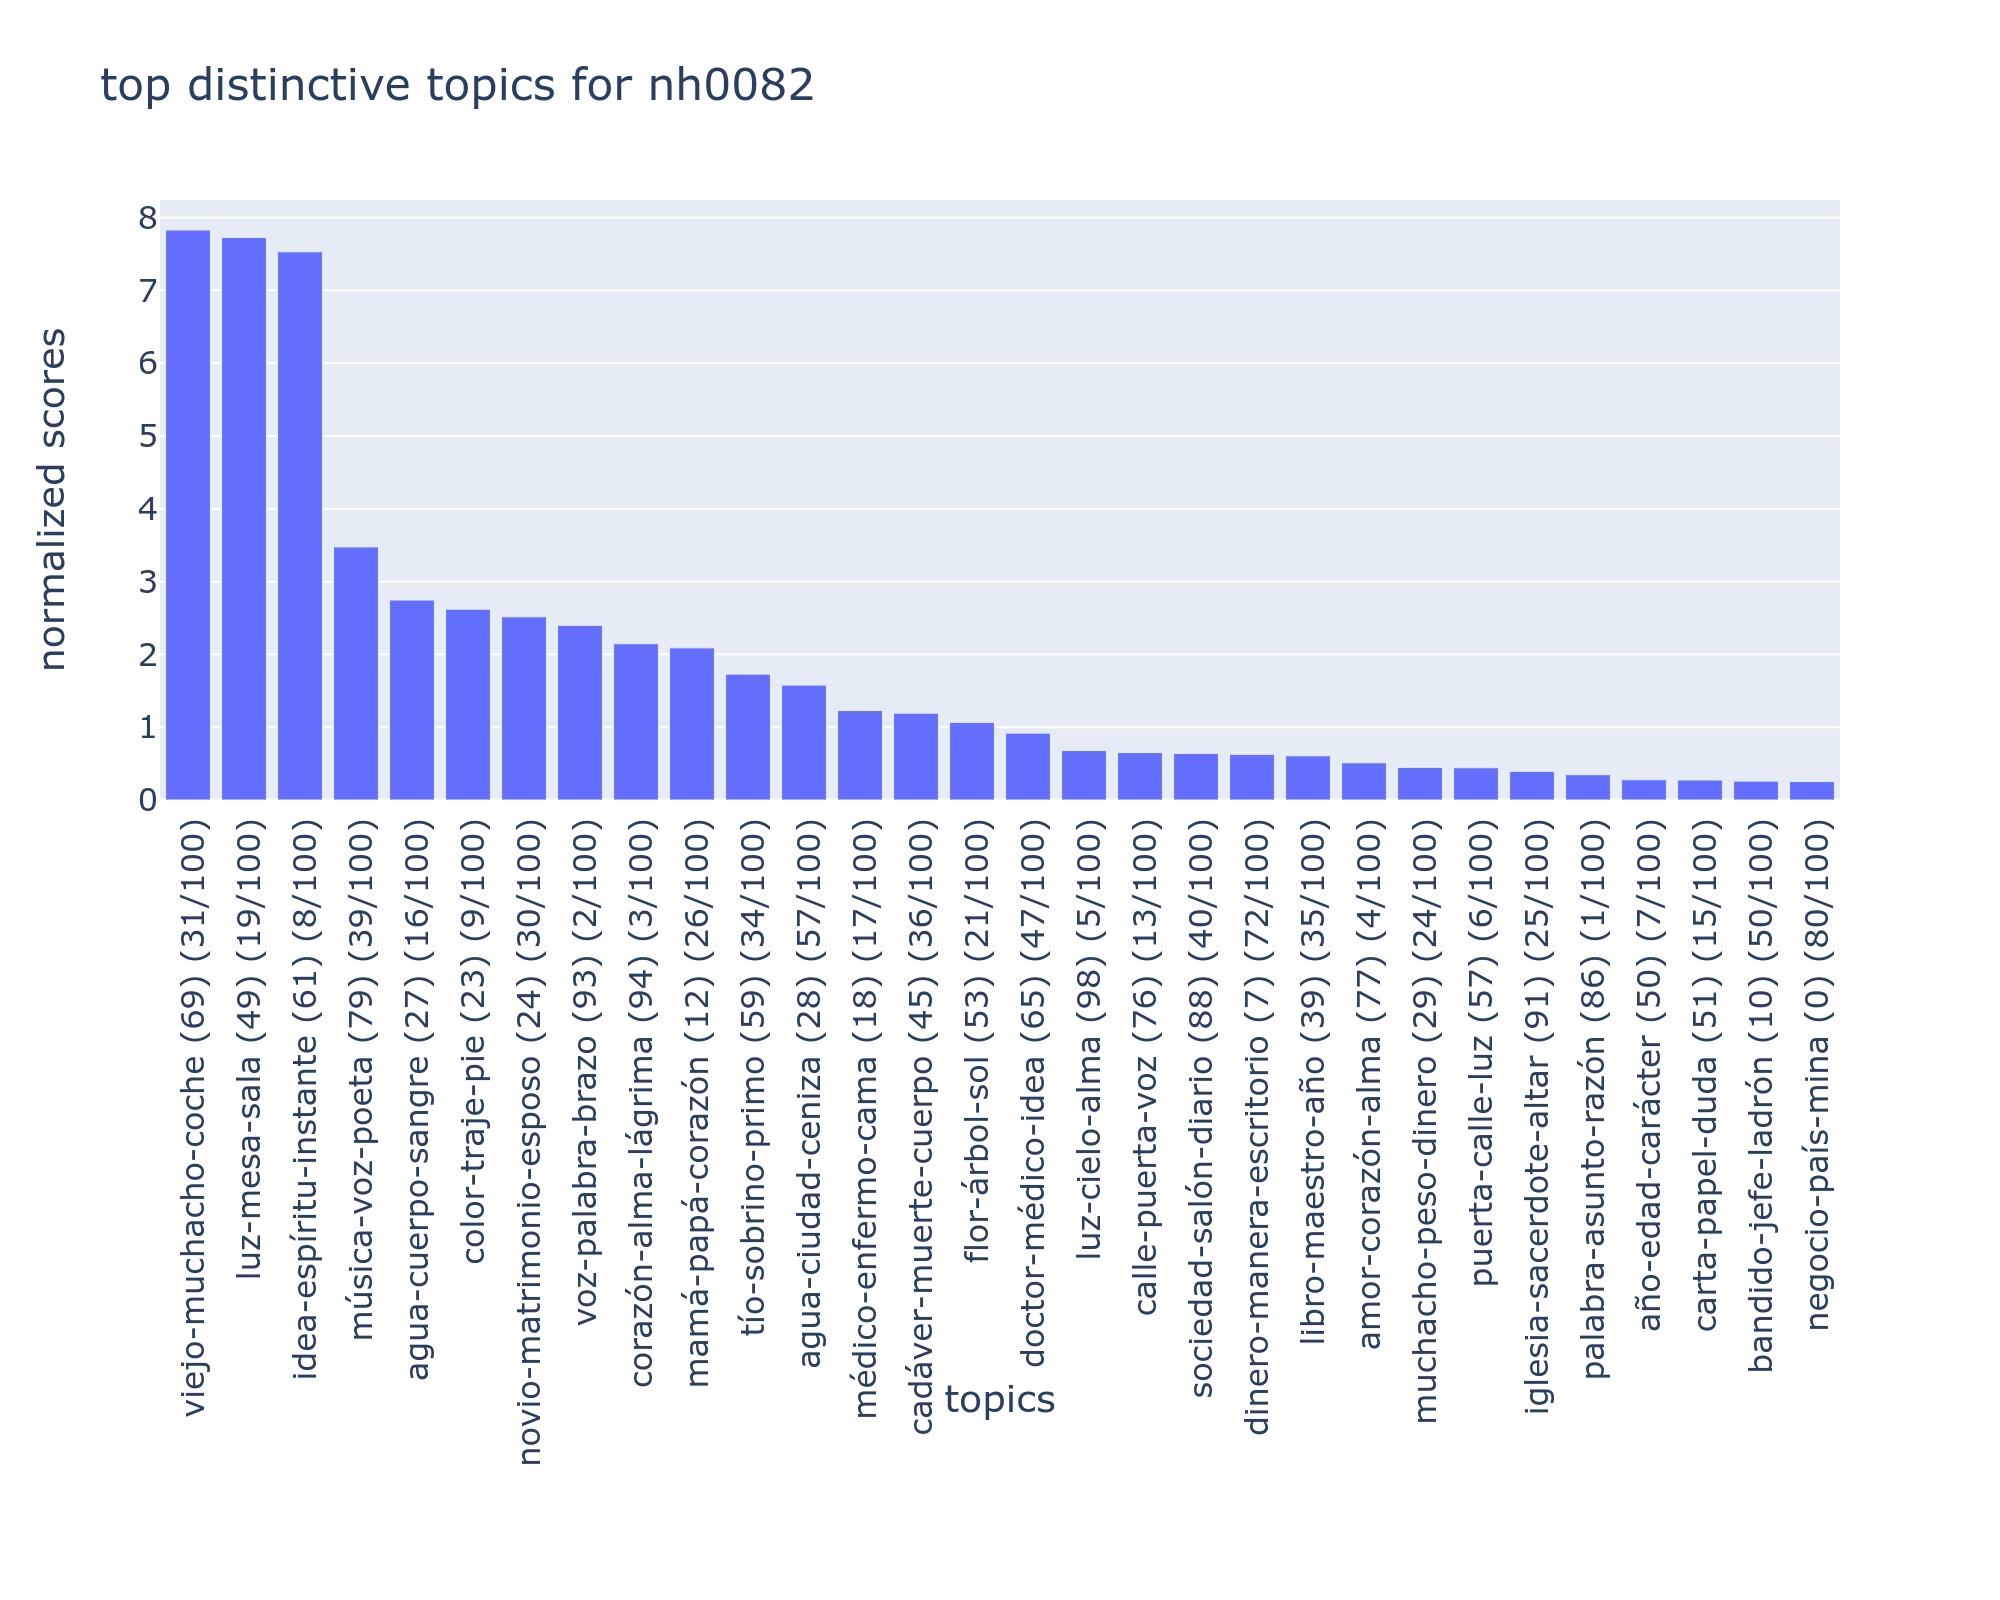 top distinctive topics for nh0082
normalized scores
8
7
6
5
4
3
2
1
0
viejo-muchacho-coche (69) (31/100)
luz-mesa-sala (49) (19/100)
idea-espíritu-instante (61) (8/100)
música-voz-poeta (79) (39/100)
agua-cuerpo-sangre (27) (16/100)
color-traje-pie (23) (9/100)
novio-matrimonio-esposo (24) (30/100)
voz-palabra-brazo (93) (2/100)
corazón-alma-lágrima (94) (3/100)
mamá-papá-corazón (12) (26/100)
tío-sobrino-primo (59) (34/100)
agua-ciudad-ceniza (28) (57/100)
médico-enfermo-cama (18) (17/100)
cadáver-muerte-cuerpo (45) (36/100)
flor-árbol-sol (53) (21/100)
doctor-médico-idea (65) (47/100)
luz-cielo-alma (98) (5/100)
calle-puerta-voz (76) (13/100)
sociedad-salón-diario (88) (40/100)
dinero-manera-escritorio (7) (72/100)
libro-maestro-año (39) (35/100)
amor-corazón-alma (77) (4/100)
muchacho-peso-dinero (29) (24/100)
puerta-calle-luz (57) (6/100)
iglesia-sacerdote-altar (91) (25/100)
palabra-asunto-razón (86) (1/100)
año-edad-carácter (50) (7/100)
carta-papel-duda (51) (15/100)
bandido-jefe-ladrón (10) (50/100)
negocio-país-mina (0) (80/100)
topics